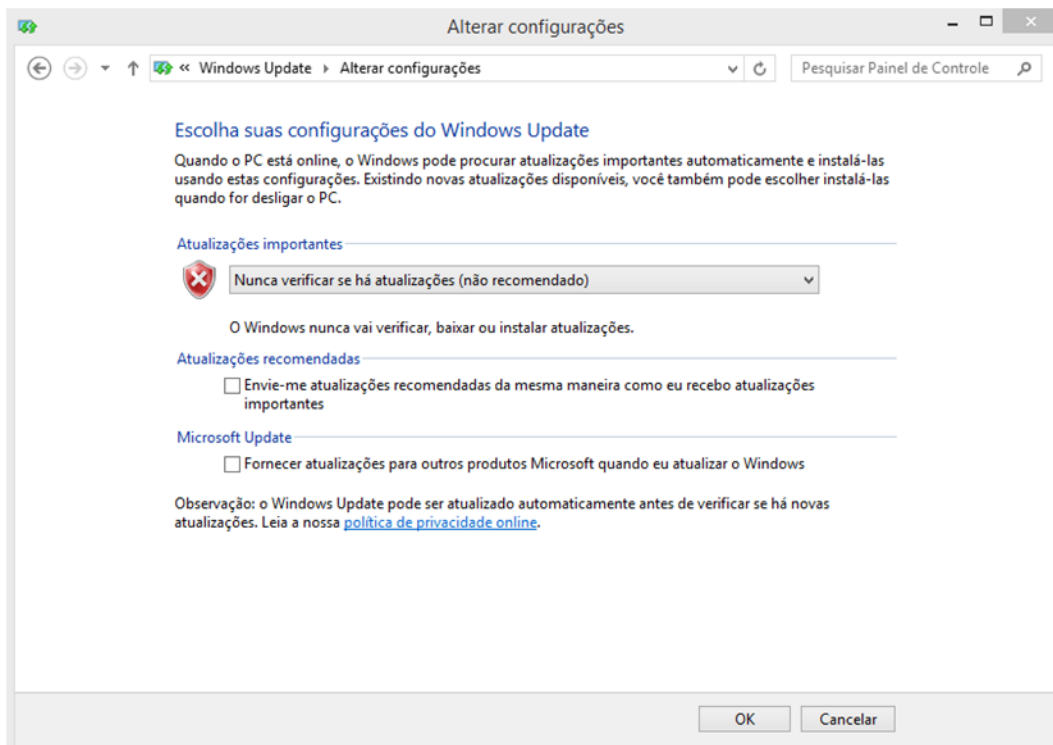 Alterar configurações
« Windows Update Alterar configurações
Pesquisar Painel de Controle
Escolha suas configurações do Windows Update
Quando o PC está online, o Windows pode procurar atualizações importantes automaticamente e instalá-las
usando estas configurações. Existindo novas atualizações disponíveis, você também pode escolher instalá-las
quando for desligar o PC.
Atualizações importantes
Nunca verificar se há atualizações (não recomendado)
O Windows nunca vai verificar, baixar ou instalar atualizações.
Atualizações recomendadas
Envie-me atualizações recomendadas da mesma maneira como eu recebo atualizações
importantes
Microsoft Update
Fornecer atualizações para outros produtos Microsoft quando eu atualizar o Windows
Observação: o Windows Update pode ser atualizado automaticamente antes de verificar se há novas
atualizações. Leia a nossa política de privacidade online.
OK Cancelar